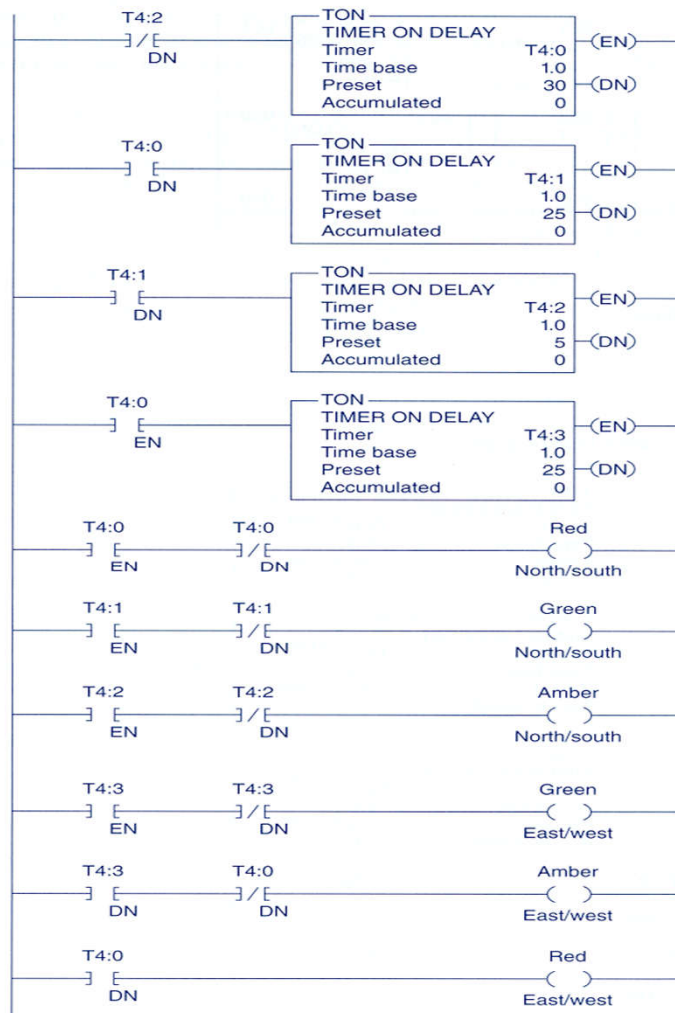 T4:2
DN
TON
TIMER ON DELAY
Timer T4:0
Time base 1.0
Preset 30
Accumulated 0
(EN)
(DN)
T4:0
DN
TON
TIMER ON DELAY
Timer T4:1
Time base 1.0
Preset 25
Accumulated 0
(EN)
(DN)
T4:1
DN
TON
TIMER ON DELAY
Timer T4:2
Time base 1.0
Preset 5
Accumulated 0
(EN)
(DN)
T4:0
EN
TON
TIMER ON DELAY
Timer T4:3
Time base 1.0
Preset 25
Accumulated 0
(EN)
(DN)
T4:0 T4:0 Red
EN DN North/south
T4:1 T4:1 Green
EN DN North/south
T4:2 T4:2 Amber
EN DN North/south
T4:3 T4:3 Green
EN DN East/west
T4:3 T4:0 Amber
DN DN East/west
T4:0 Red
DN East/west